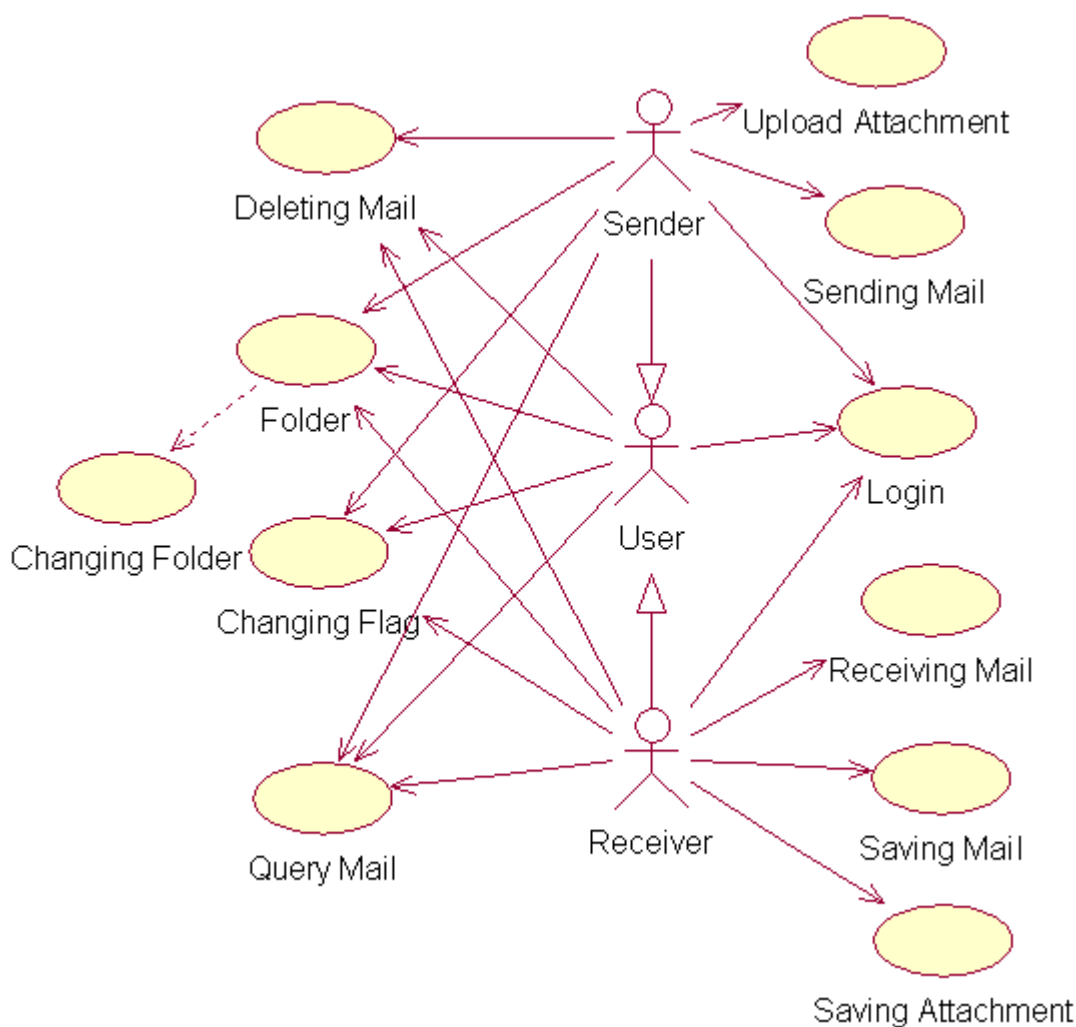 Upload Attachment
Deleting Mail
Sender
Sending Mail
Folder
Login
User
Changing Folder
Changing Flag
Receiving Mail
Receiver
Saving Mail
Query Mail
Saving Attachment